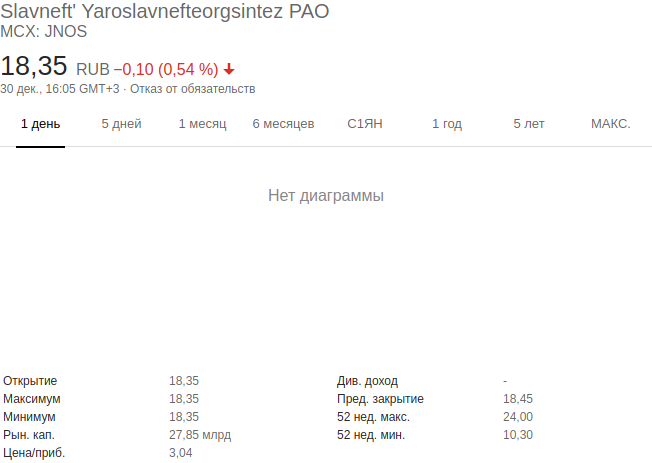 Slavneft' Yaroslavnefteorgsintez PAO
MCX: JNOS
18,35 RUB −0,10 (0,54 %)
30 дек., 16:05 GMT+3 · Отказ от обязательств
1 день 5 дней 1 месяц 6 месяцев С1ЯН 1 год 5 лет МАКС.
Нет диаграммы
Открытие 18,35 Див. доход -
Максимум 18,35 Пред. закрытие 18,45
Минимум 18,35 52 нед. макс. 24,00
Рын. кап. 27,85 млрд 52 нед. мин. 10,30
Цена/приб. 3,04